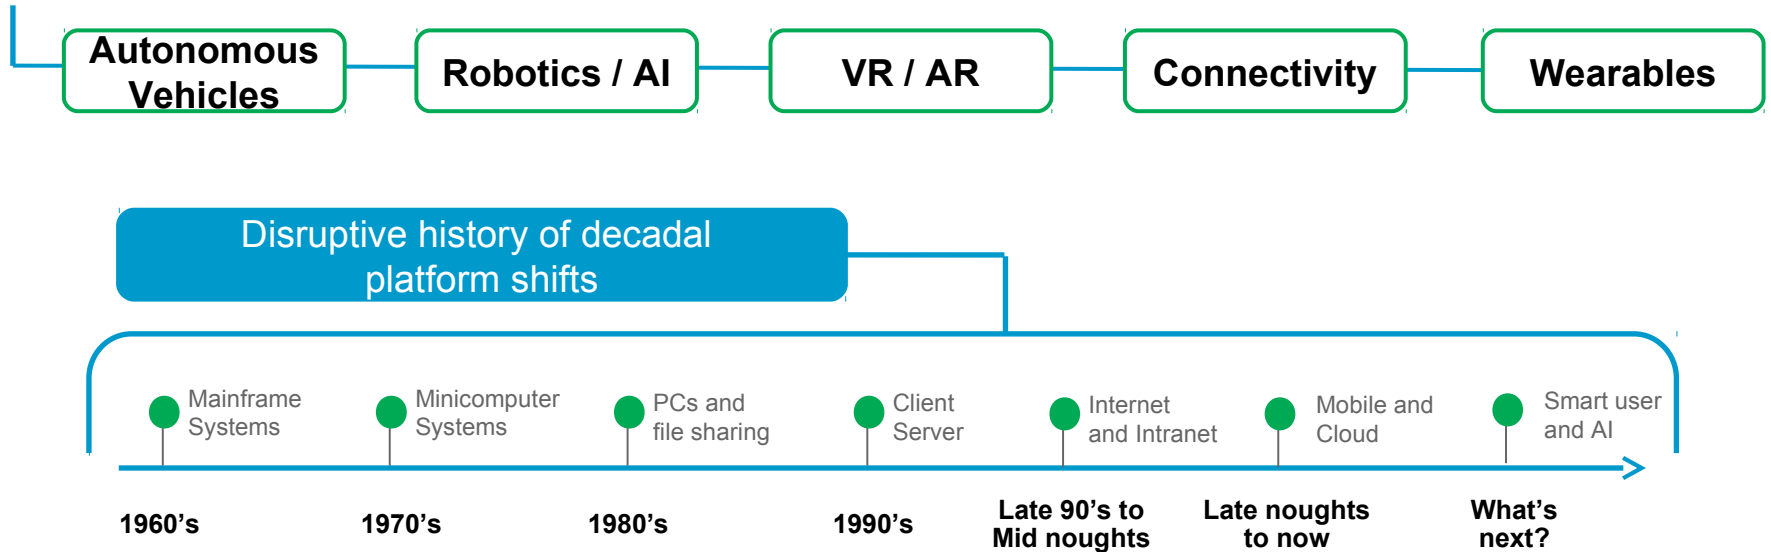 Autonomous
Vehicles
Robotics / AI
VR / AR
Connectivity
Wearables
Disruptive history of decadal
platform shifts
Mainframe
Systems
Minicomputer
Systems
PCs and
file sharing
Client
Server
Internet
and Intranet
Mobile and
Cloud
Smart user
and AI
1960’s
1970’s
1980’s
1990’s
Late 90’s to
Mid noughts
Late noughts
to now
What’s
next?